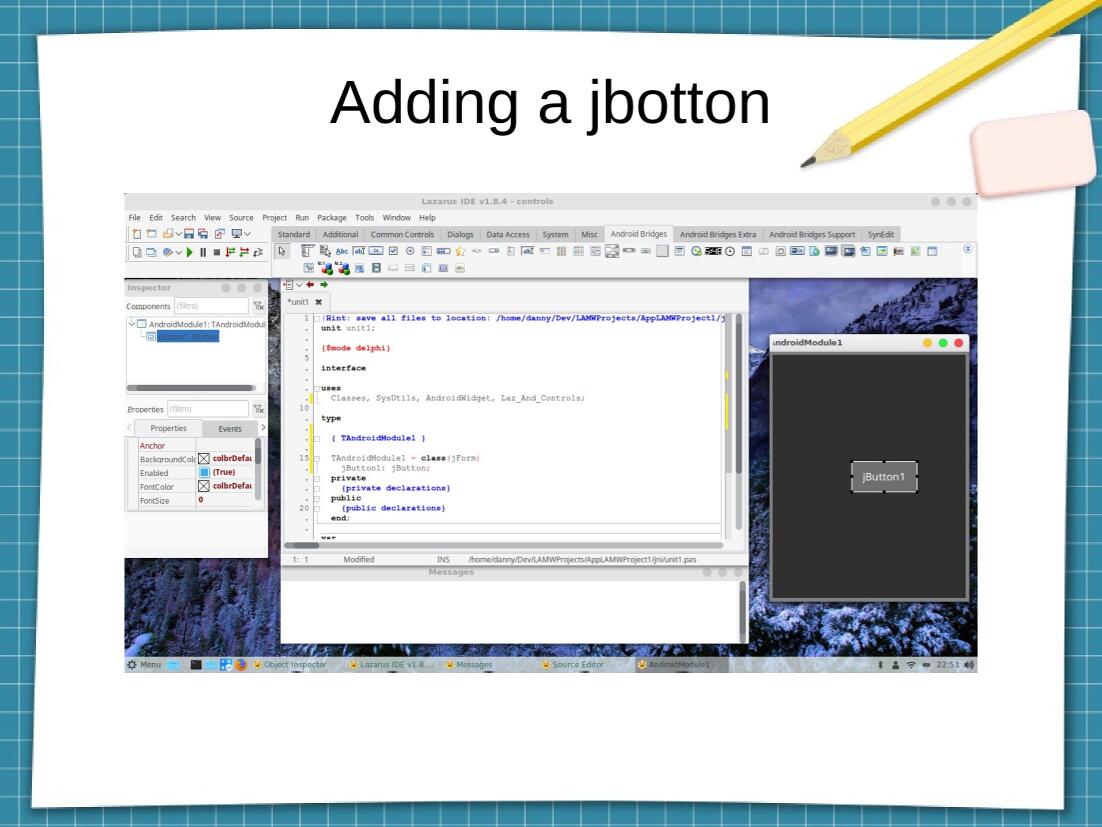 Adding a jbotton
Lazarus IDE v1.8.4 - controls
File Edit Search View Source Project Run Package Tools Window Help
Standard Additional Common Controls Dialogs Data Access System Misc Android Bridges Android Bridges Extra Android Bridges Support SynEdit
Inspector
Components (filtro)
AndroidModule1: TAndroidModul
jButton1: jButton
Properties (filtro)
Properties Events
Anchor
BackgroundColo colbrDefau
Enabled (True)
FontColor colbrDefau
FontSize 0
*unit1
1 {Hint: save all files to location: /home/danny/Dev/LAMWProjects/AppLAMWProject1/j
unit unit1;
{$mode delphi}
5
interface
uses
Classes, SysUtils, AndroidWidget, Laz_And_Controls;
10
type
{ TAndroidModule1 }
15 TAndroidModule1 = class(jForm)
jButton1: jButton;
private
{private declarations}
public
20 {public declarations}
end;
var
1: 1 Modified INS /home/danny/Dev/LAMWProjects/AppLAMWProject1/jni/unit1.pas
Messages
ndroidModule1
jButton1
Menu Object Inspector Lazarus IDE v1.8.... Messages Source Editor AndroidModule1 22:53